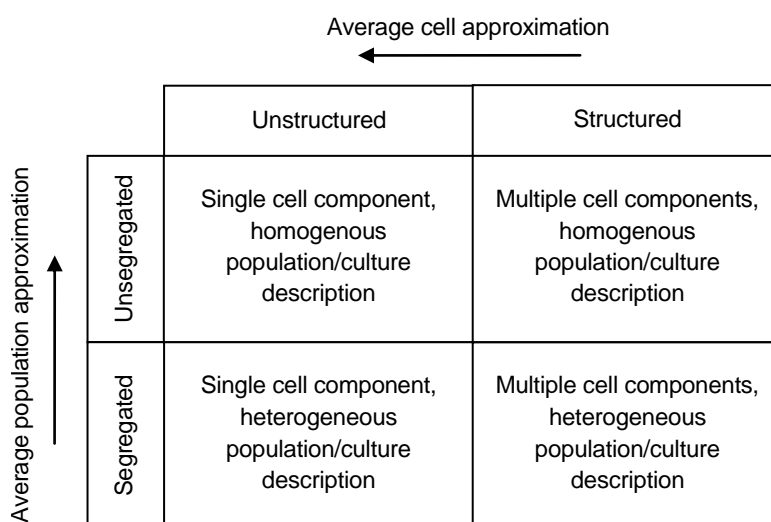 Average cell approximation
Unstructured
Structured
Average population approximation
Unsegregated
Single cell component,
homogenous
population/culture
description
Multiple cell components,
homogenous
population/culture
description
Segregated
Single cell component,
heterogeneous
population/culture
description
Multiple cell components,
heterogeneous
population/culture
description